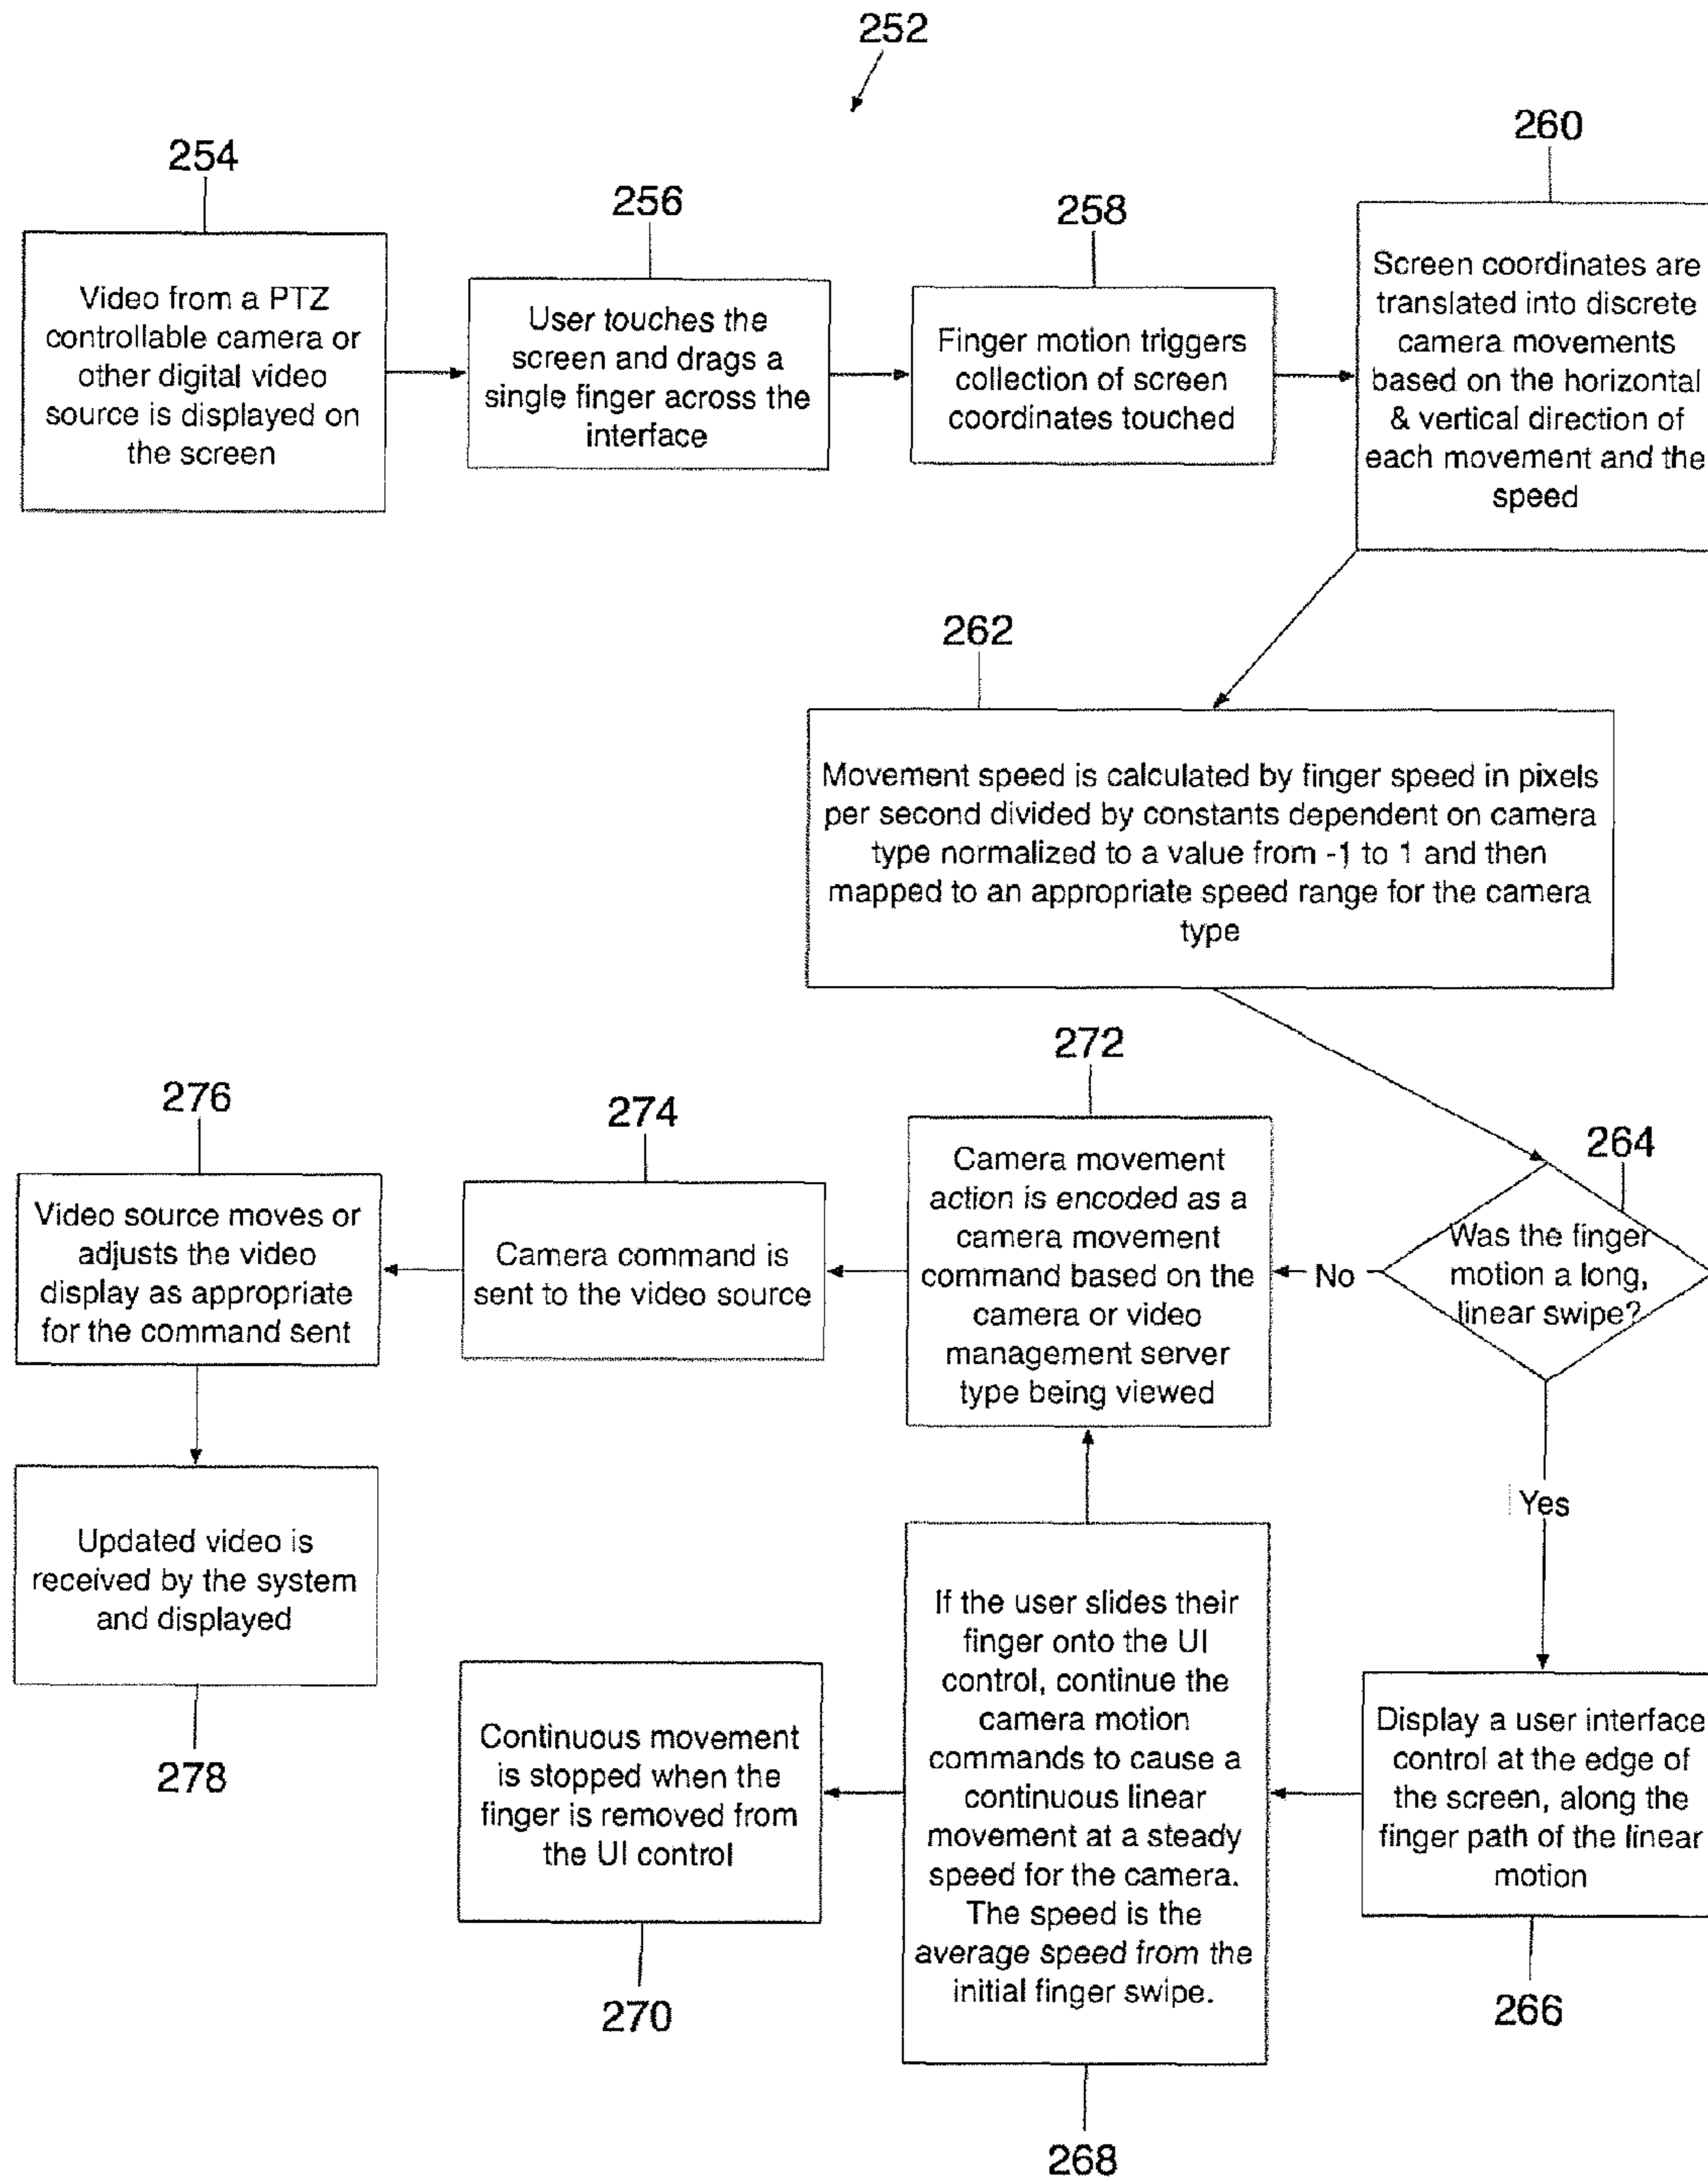 252
254
Video from a PTZ
controllable camera or
other digital video
source is displayed on
the screen
256
User touches the
screen and drags a
single finger across the
interface
258
Finger motion triggers
collection of screen
coordinates touched
260
Screen coordinates are
translated into discrete
camera movements
based on the horizontal
& vertical direction of
each movement and the
speed
262
Movement speed is calculated by finger speed in pixels
per second divided by constants dependent on camera
type normalized to a value from -1 to 1 and then
mapped to an appropriate speed range for the camera
type
264
Was the finger
motion a long,
linear swipe?
No
Yes
272
Camera movement
action is encoded as a
camera movement
command based on the
camera or video
management server
type being viewed
274
Camera command is
sent to the video source
276
Video source moves or
adjusts the video
display as appropriate
for the command sent
Updated video is
received by the system
and displayed
278
Display a user interface
control at the edge of
the screen, along the
finger path of the linear
motion
266
If the user slides their
finger onto the UI
control, continue the
camera motion
commands to cause a
continuous linear
movement at a steady
speed for the camera.
The speed is the
average speed from the
initial finger swipe.
268
Continuous movement
is stopped when the
finger is removed from
the UI control
270